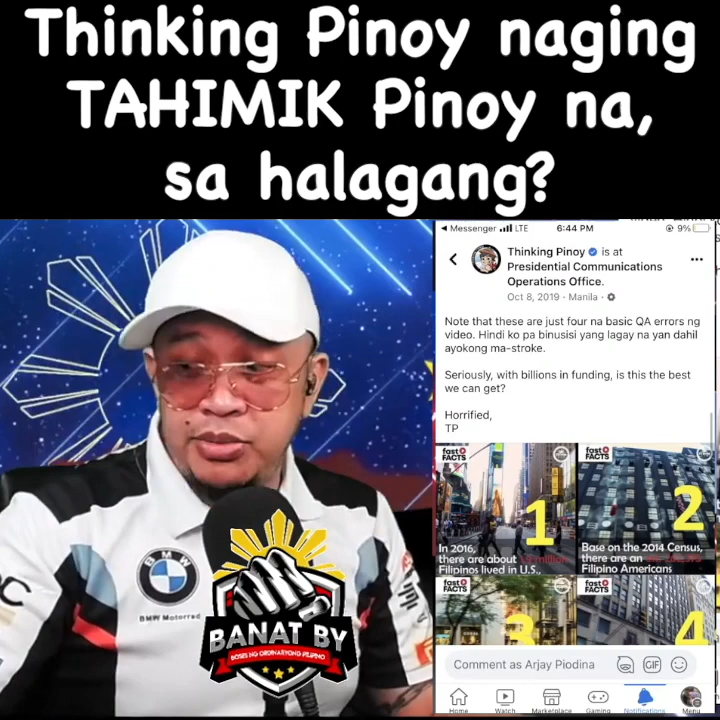 Thinking Pinoy naging
TAHIMIK Pinoy na,
sa halagang?
Messenger LTE 6:44 PM 9%
Thinking Pinoy is at
Presidential Communications
Operations Office.
Oct 8, 2019 · Manila ·
Note that these are just four na basic QA errors ng
video. Hindi ko pa binusisi yang lagay na yan dahil
ayokong ma-stroke.
Seriously, with billions in funding, is this the best
we can get?
Horrified,
TP
fast
FACTS
1
In 2016,
there are about
Filipinos lived in U.S.,
fast
FACTS
2
Base on the 2014 Census,
there are an
Filipino Americans
fast
FACTS
3
fast
FACTS
4
Comment as Arjay Piodina
GIF
Home Watch Marketplace Gaming Notifications Menu
BMW
BMW Motorrad
BANAT BY
BOSES NG ORDINARYONG PILIPINO